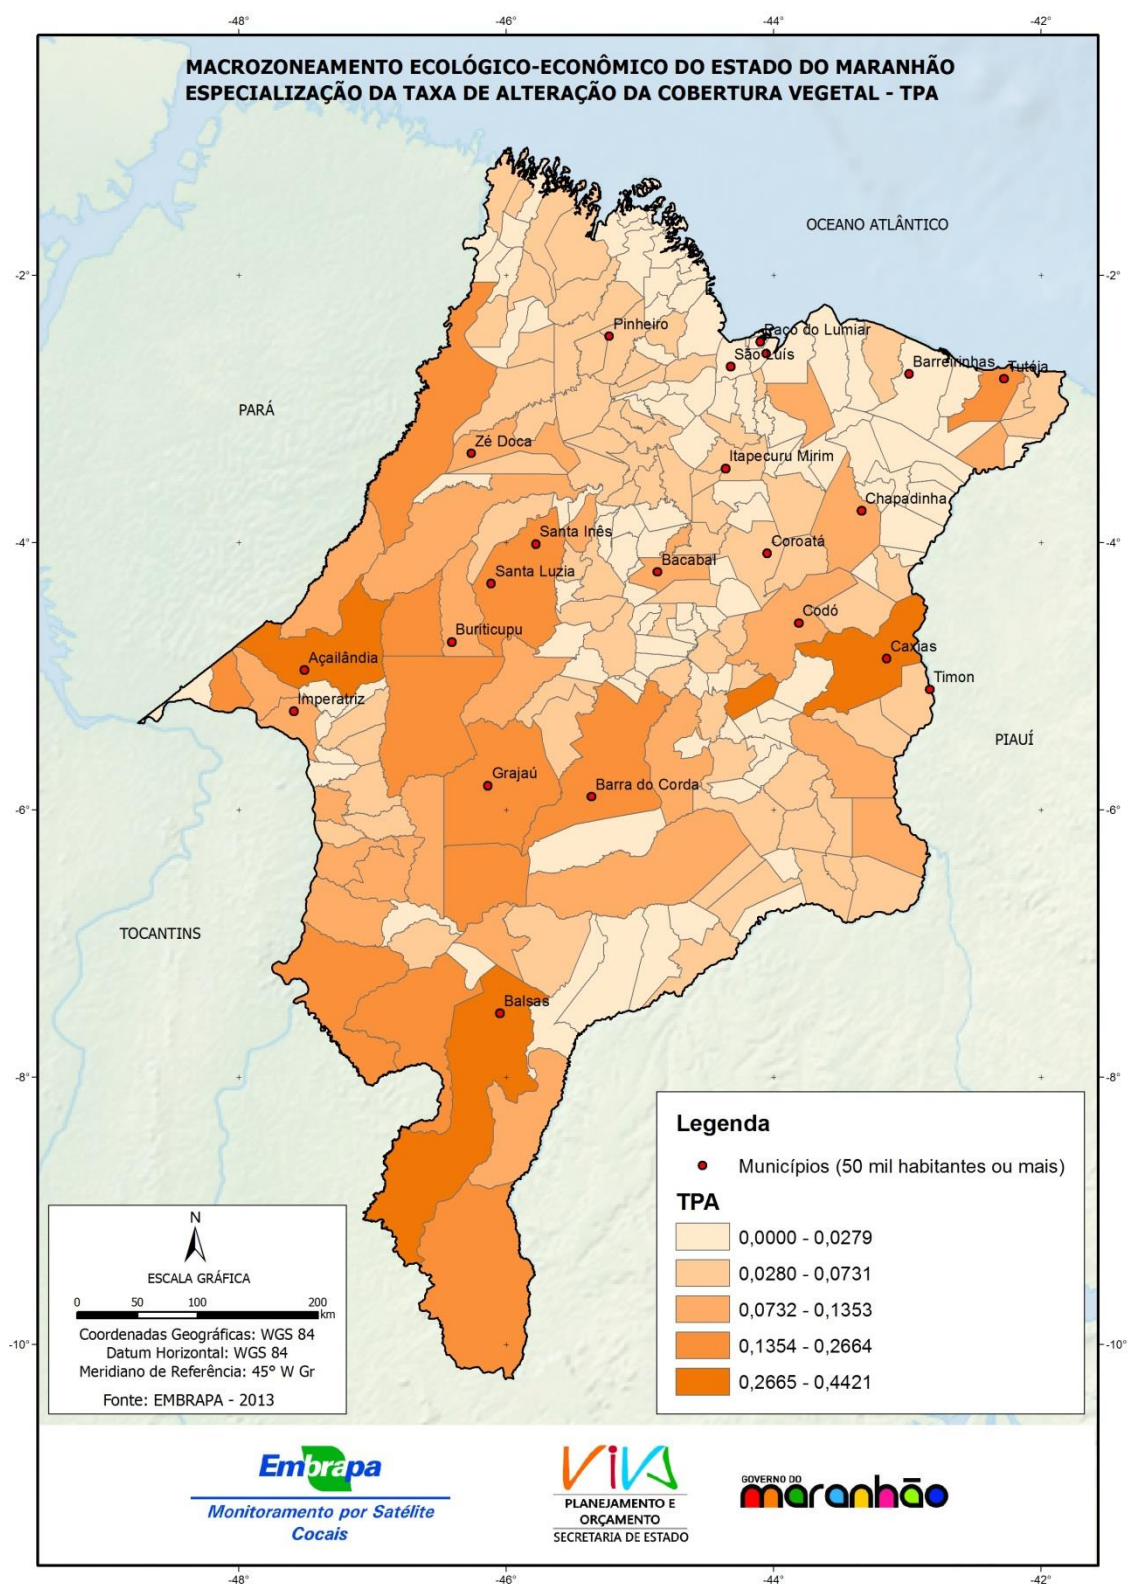 -48°
-46°
-44°
-42°
MACROZONEAMENTO ECOLÓGICO-ECONÔMICO DO ESTADO DO MARANHÃO
ESPECIALIZAÇÃO DA TAXA DE ALTERAÇÃO DA COBERTURA VEGETAL - TPA
OCEANO ATLÂNTICO
-2°
-2°
Pinheiro
Paço do Lumiar
São Luís
Barreirinhas
Tutóia
PARÁ
Zé Doca
Itapecuru Mirim
Chapadinha
Santa Inês
Coroatá
-4°
-4°
Bacabal
Santa Luzia
Codó
Buriticupu
Caxias
Açailândia
Timon
Imperatriz
PIAUÍ
Grajaú
Barra do Corda
-6°
-6°
TOCANTINS
Balsas
-8°
-8°
Legenda
Municípios (50 mil habitantes ou mais)
TPA
0,0000 - 0,0279
0,0280 - 0,0731
0,0732 - 0,1353
0,1354 - 0,2664
0,2665 - 0,4421
N
ESCALA GRÁFICA
0 50 100 200
km
Coordenadas Geográficas: WGS 84
Datum Horizontal: WGS 84
Meridiano de Referência: 45° W Gr
Fonte: EMBRAPA - 2013
-10°
-10°
Embrapa
Monitoramento por Satélite
Cocais
VIVA
PLANEJAMENTO E
ORÇAMENTO
SECRETARIA DE ESTADO
GOVERNO DO
maranhão
-48°
-46°
-44°
-42°